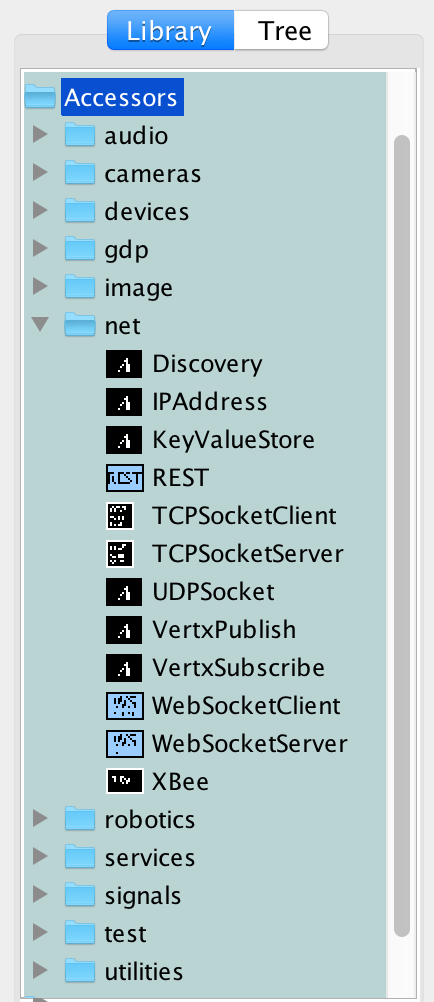 Library Tree
Accessors
audio
cameras
devices
gdp
image
net
Discovery
IPAddress
KeyValueStore
REST REST
TCPSocketClient
TCPSocketServer
UDPSocket
VertxPublish
VertxSubscribe
WebSocketClient
WebSocketServer
XBee
robotics
services
signals
test
utilities